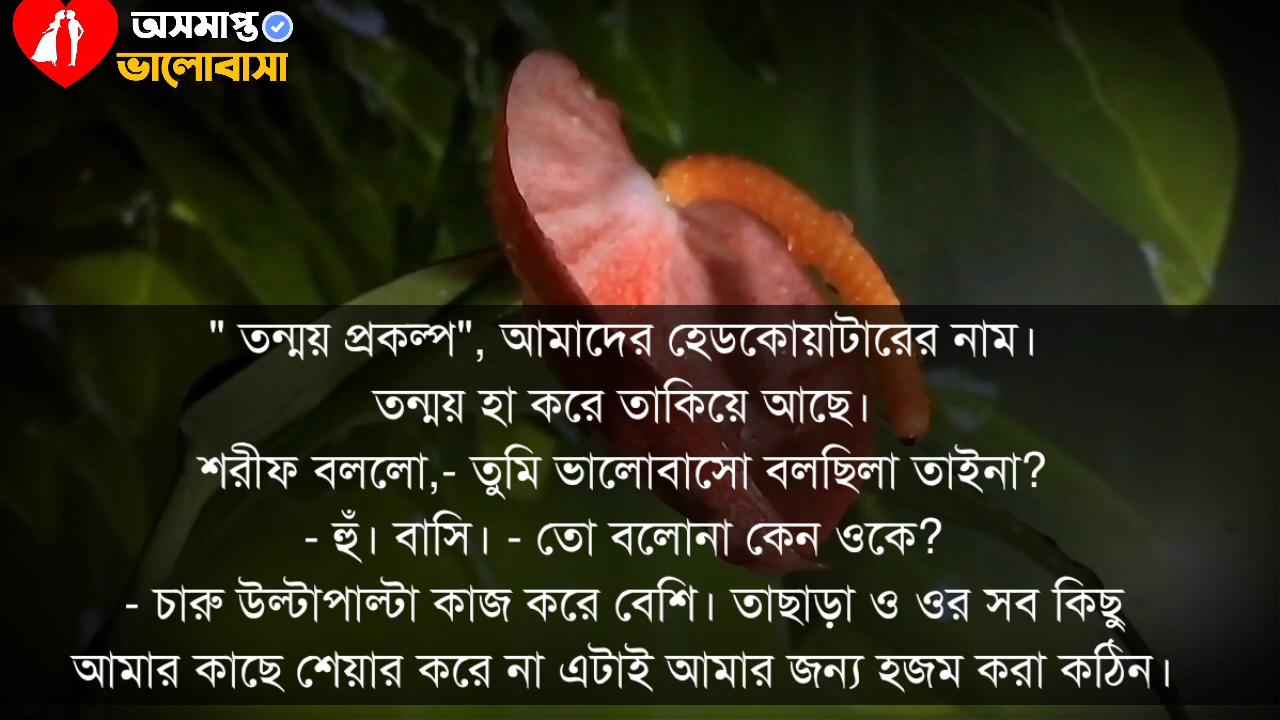 অসমাপ্ত
ভালোবাসা
" তন্ময় প্রকল্প", আমাদের হেডকোয়াটারের নাম।
তন্ময় হা করে তাকিয়ে আছে।
শরীফ বললো,- তুমি ভালোবাসো বলছিলা তাইনা?
- হুঁ। বাসি। - তো বলোনা কেন ওকে?
- চারু উল্টাপাল্টা কাজ করে বেশি। তাছাড়া ও ওর সব কিছু
আমার কাছে শেয়ার করে না এটাই আমার জন্য হজম করা কঠিন।